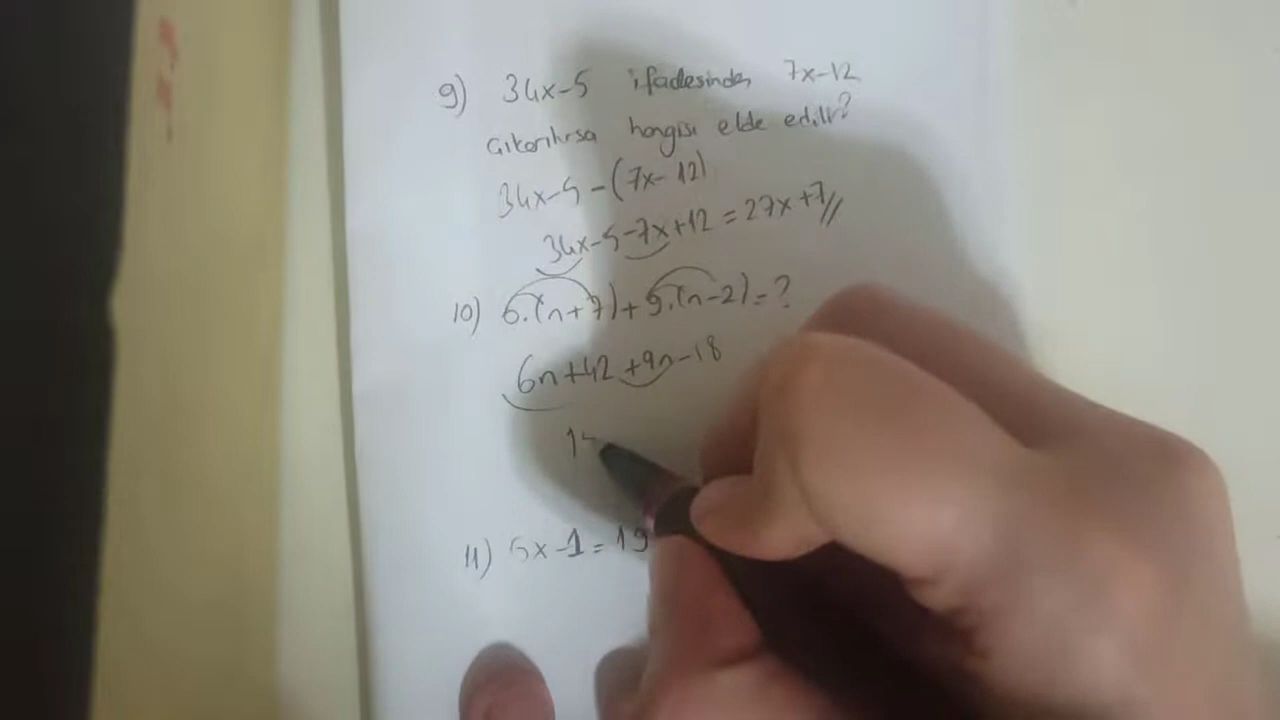 9) 34x-5 ifadesinden 7x-12
çıkarılırsa hangisi elde edilir?
34x-5-(7x-12)
34x-5-7x+12=27x+7//
10) 6.(n+7)+9.(n-2)=?
6n+42+9n-18
15
11) 5x-1=19